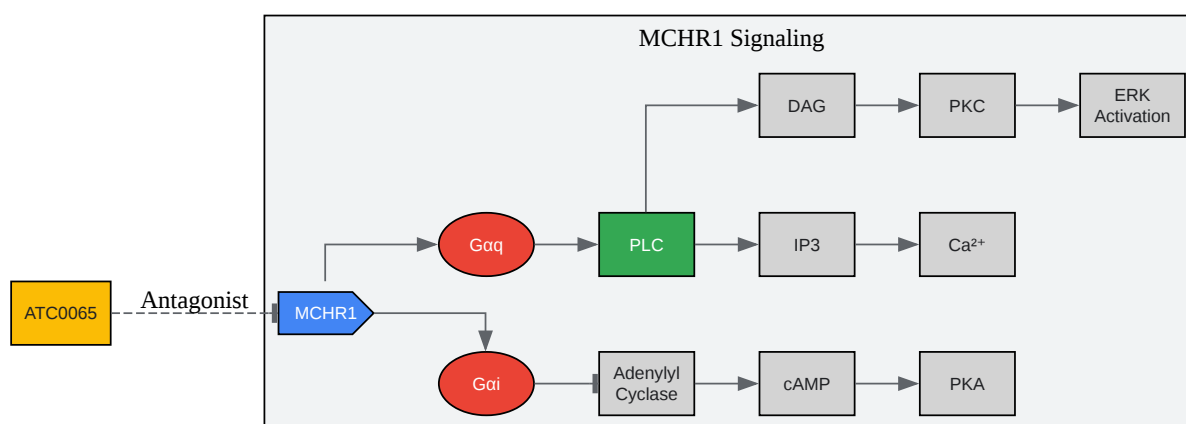 MCHR1 Signaling
DAG
PKC
ERK
Activation
Gαq
PLC
IP3
Ca²⁺
ATC0065
Antagonist
MCHR1
Gαi
Adenylyl
Cyclase
cAMP
PKA